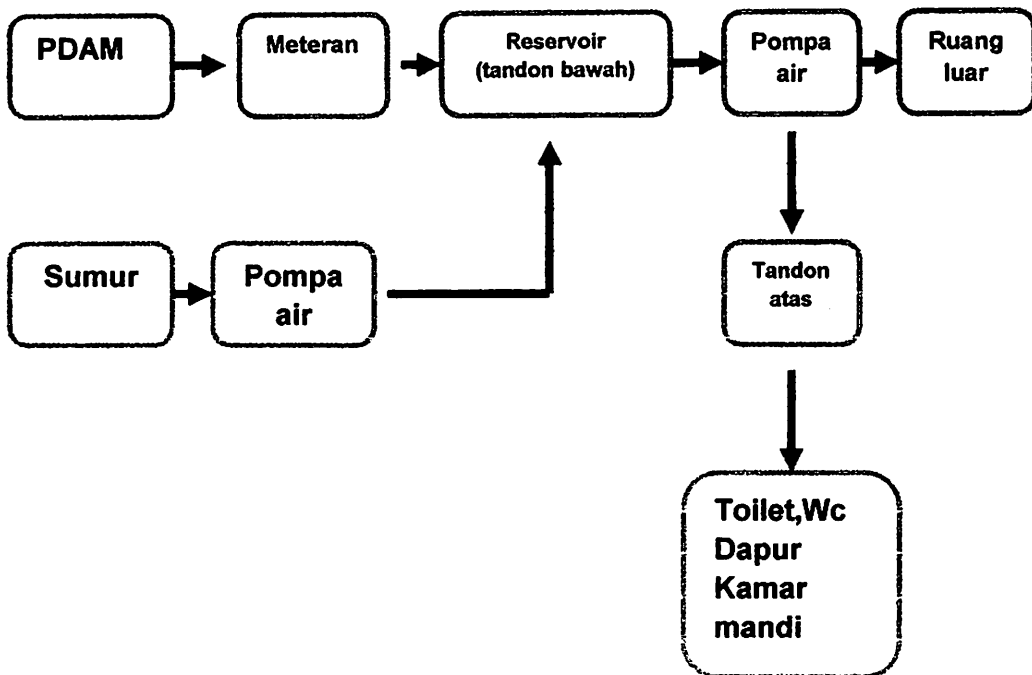 PDAM
Meteran
Reservoir
(tandon bawah)
Pompa
air
Ruang
luar
Sumur
Pompa
air
Tandon
atas
Toilet,Wc
Dapur
Kamar
mandi